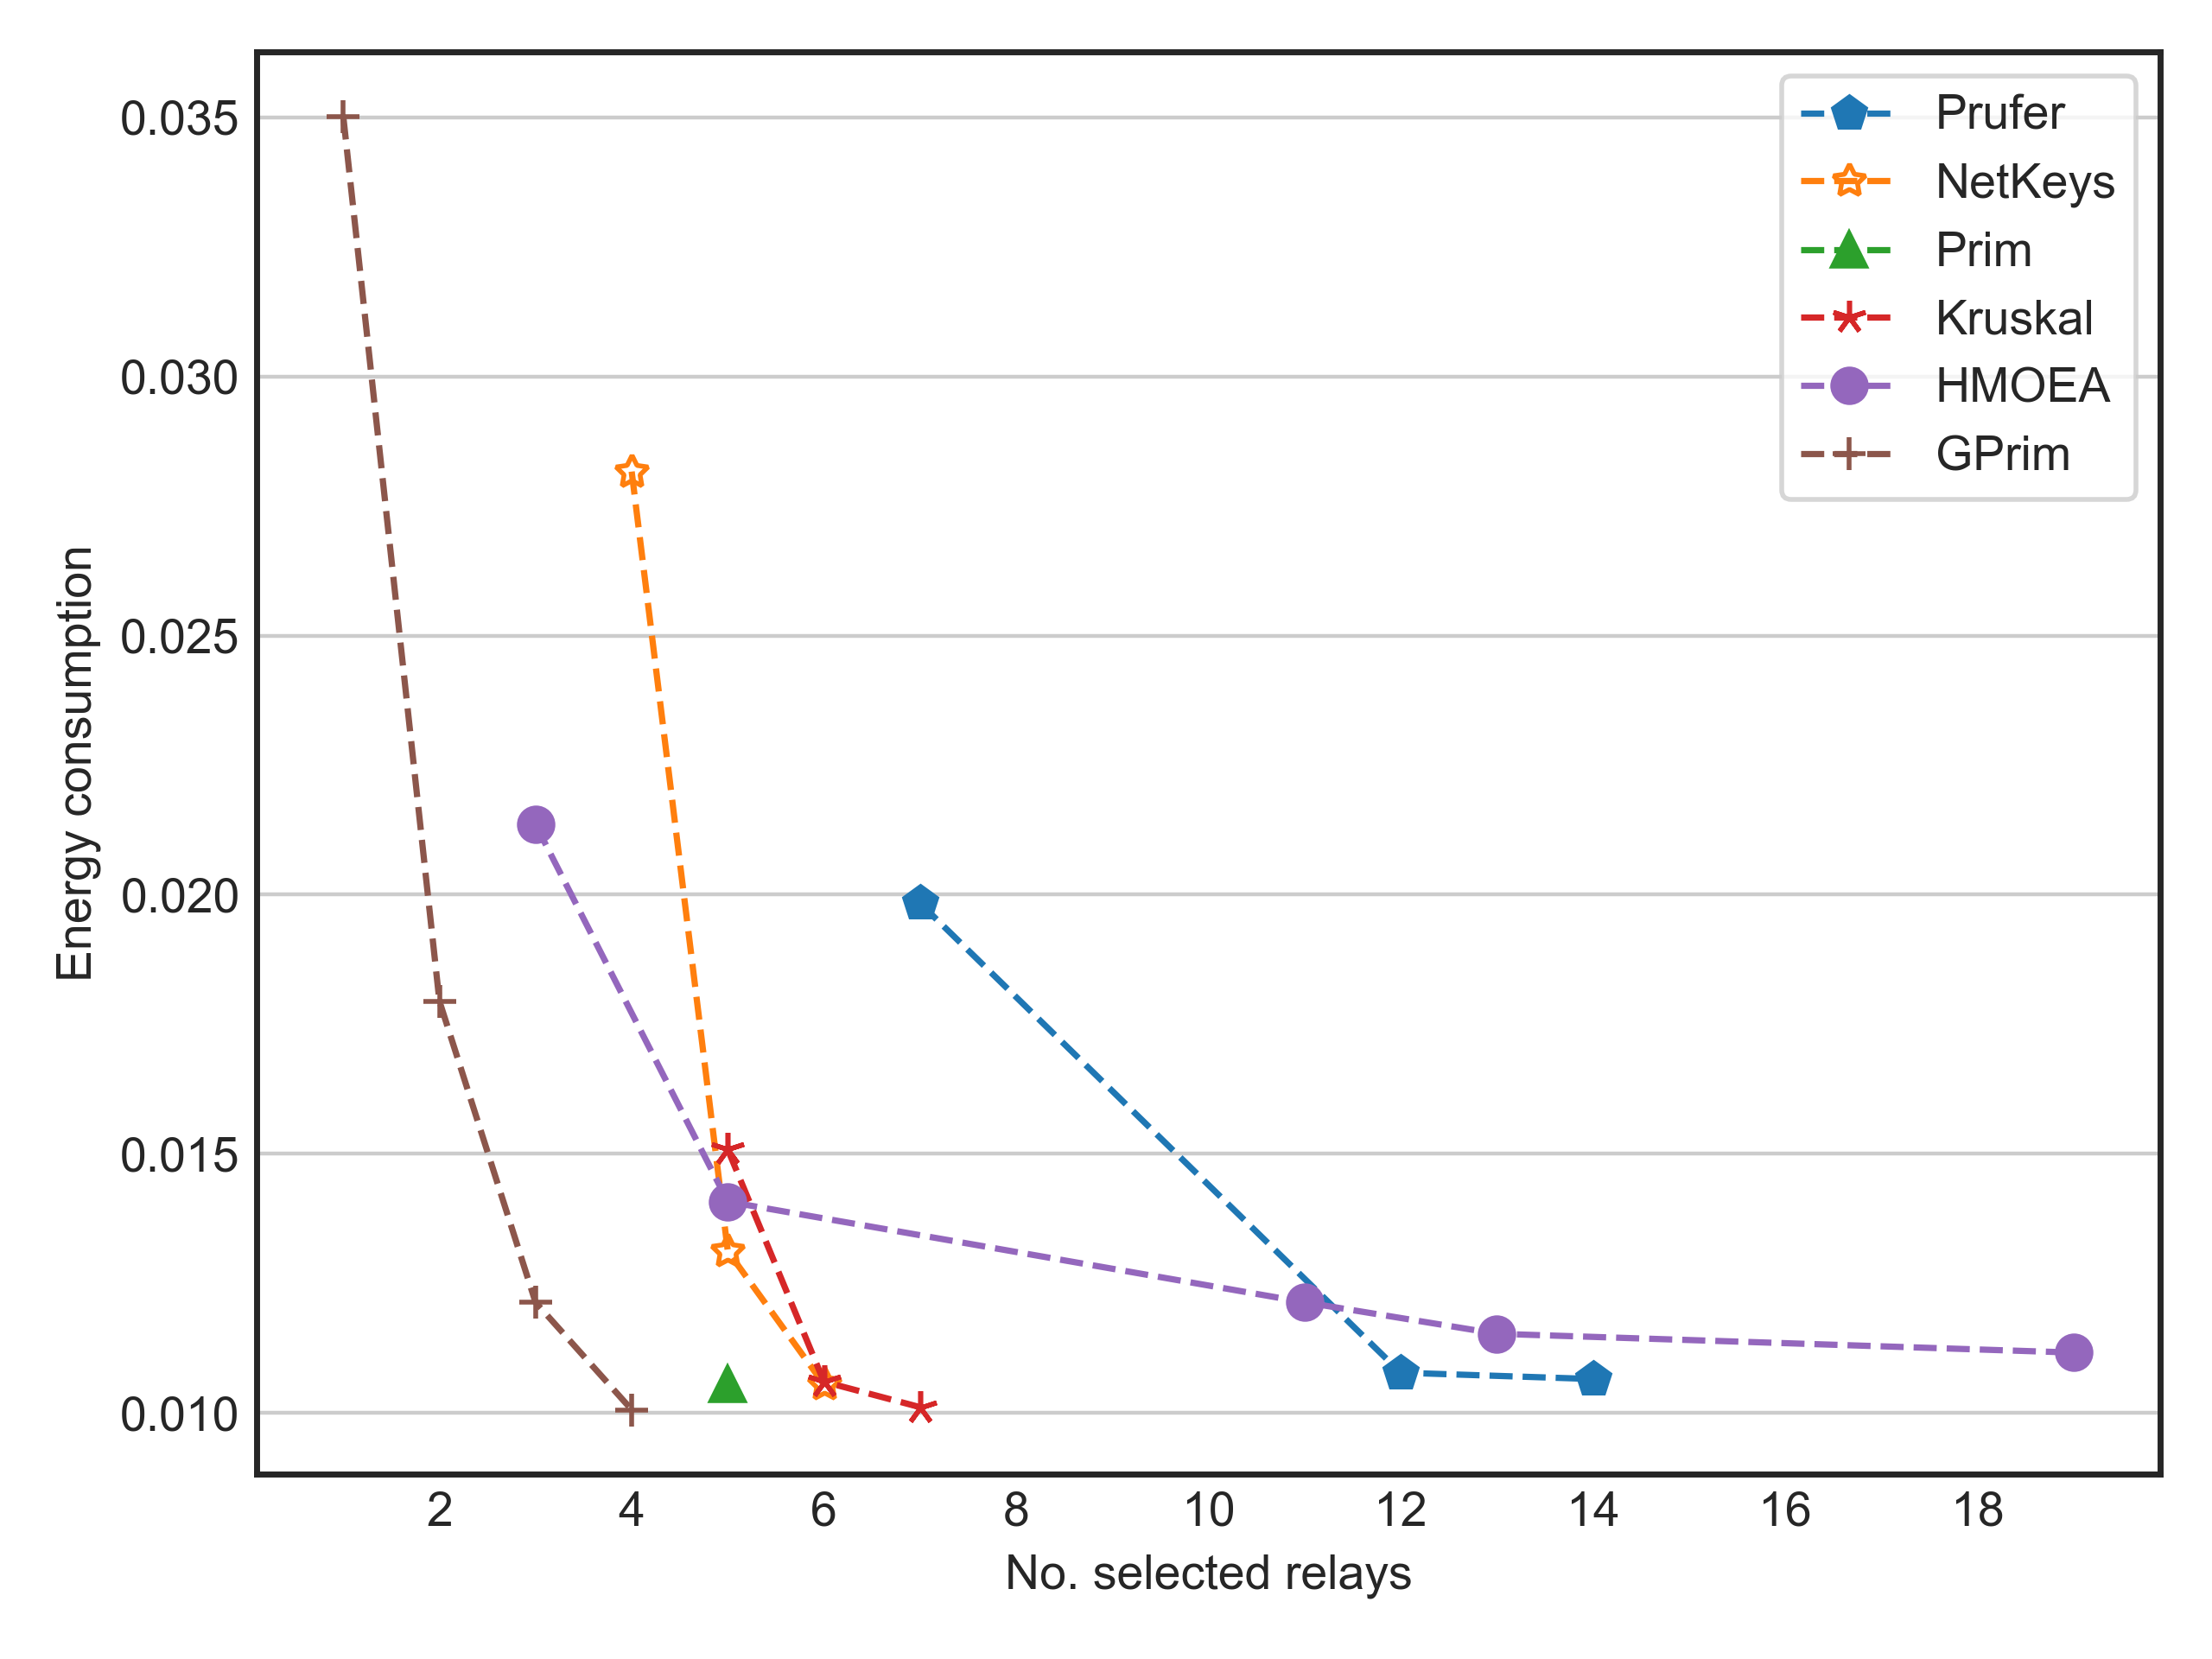 0.035
0.030
0.025
0.020
0.015
0.010
Energy consumption
2 4 6 8 10 12 14 16 18
No. selected relays
Prufer
NetKeys
Prim
Kruskal
HMOEA
GPrim